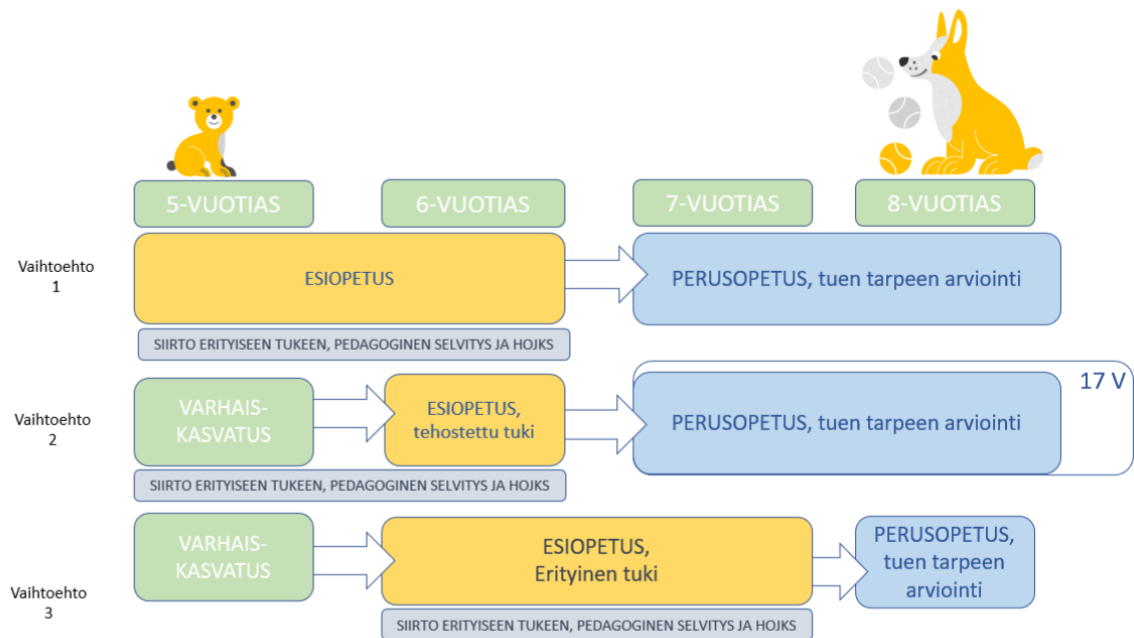 5-VUOTIAS
6-VUOTIAS
7-VUOTIAS
8-VUOTIAS
Vaihtoehto
1
ESIOPETUS
PERUSOPETUS, tuen tarpeen arviointi
SIIRTO ERITYISEEN TUKEEN, PEDAGOGINEN SELVITYS JA HOJKS
Vaihtoehto
2
VARHAIS-
KASVATUS
ESIOPETUS,
tehostettu tuki
PERUSOPETUS, tuen tarpeen arviointi
17 V
SIIRTO ERITYISEEN TUKEEN, PEDAGOGINEN SELVITYS JA HOJKS
Vaihtoehto
3
VARHAIS-
KASVATUS
ESIOPETUS,
Erityinen tuki
PERUSOPETUS,
tuen tarpeen
arviointi
SIIRTO ERITYISEEN TUKEEN, PEDAGOGINEN SELVITYS JA HOJKS